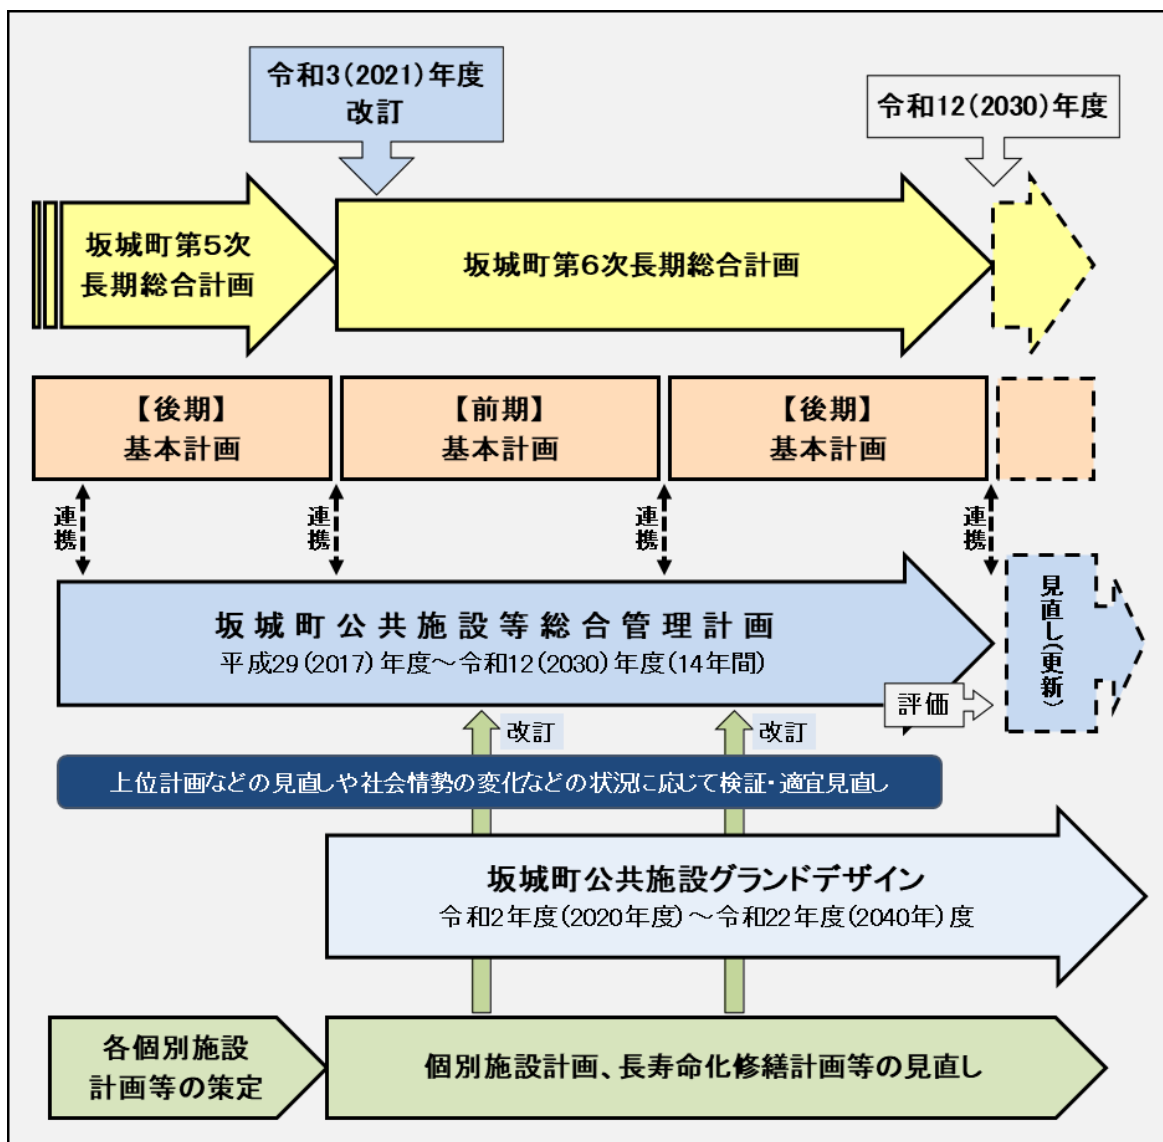 令和3(2021)年度
改訂
令和12(2030)年度
坂城町第5次
長期総合計画
坂城町第6次長期総合計画
【後期】
基本計画
【前期】
基本計画
【後期】
基本計画
連携
連携
連携
連携
坂城町公共施設等総合管理計画
平成29(2017)年度～令和12(2030)年度(14年間)
見直し(更新)
評価
改訂
改訂
上位計画などの見直しや社会情勢の変化などの状況に応じて検証・適宜見直し
坂城町公共施設グランドデザイン
令和2年度(2020年度)～令和22年度(2040年)度
各個別施設
計画等の策定
個別施設計画、長寿命化修繕計画等の見直し